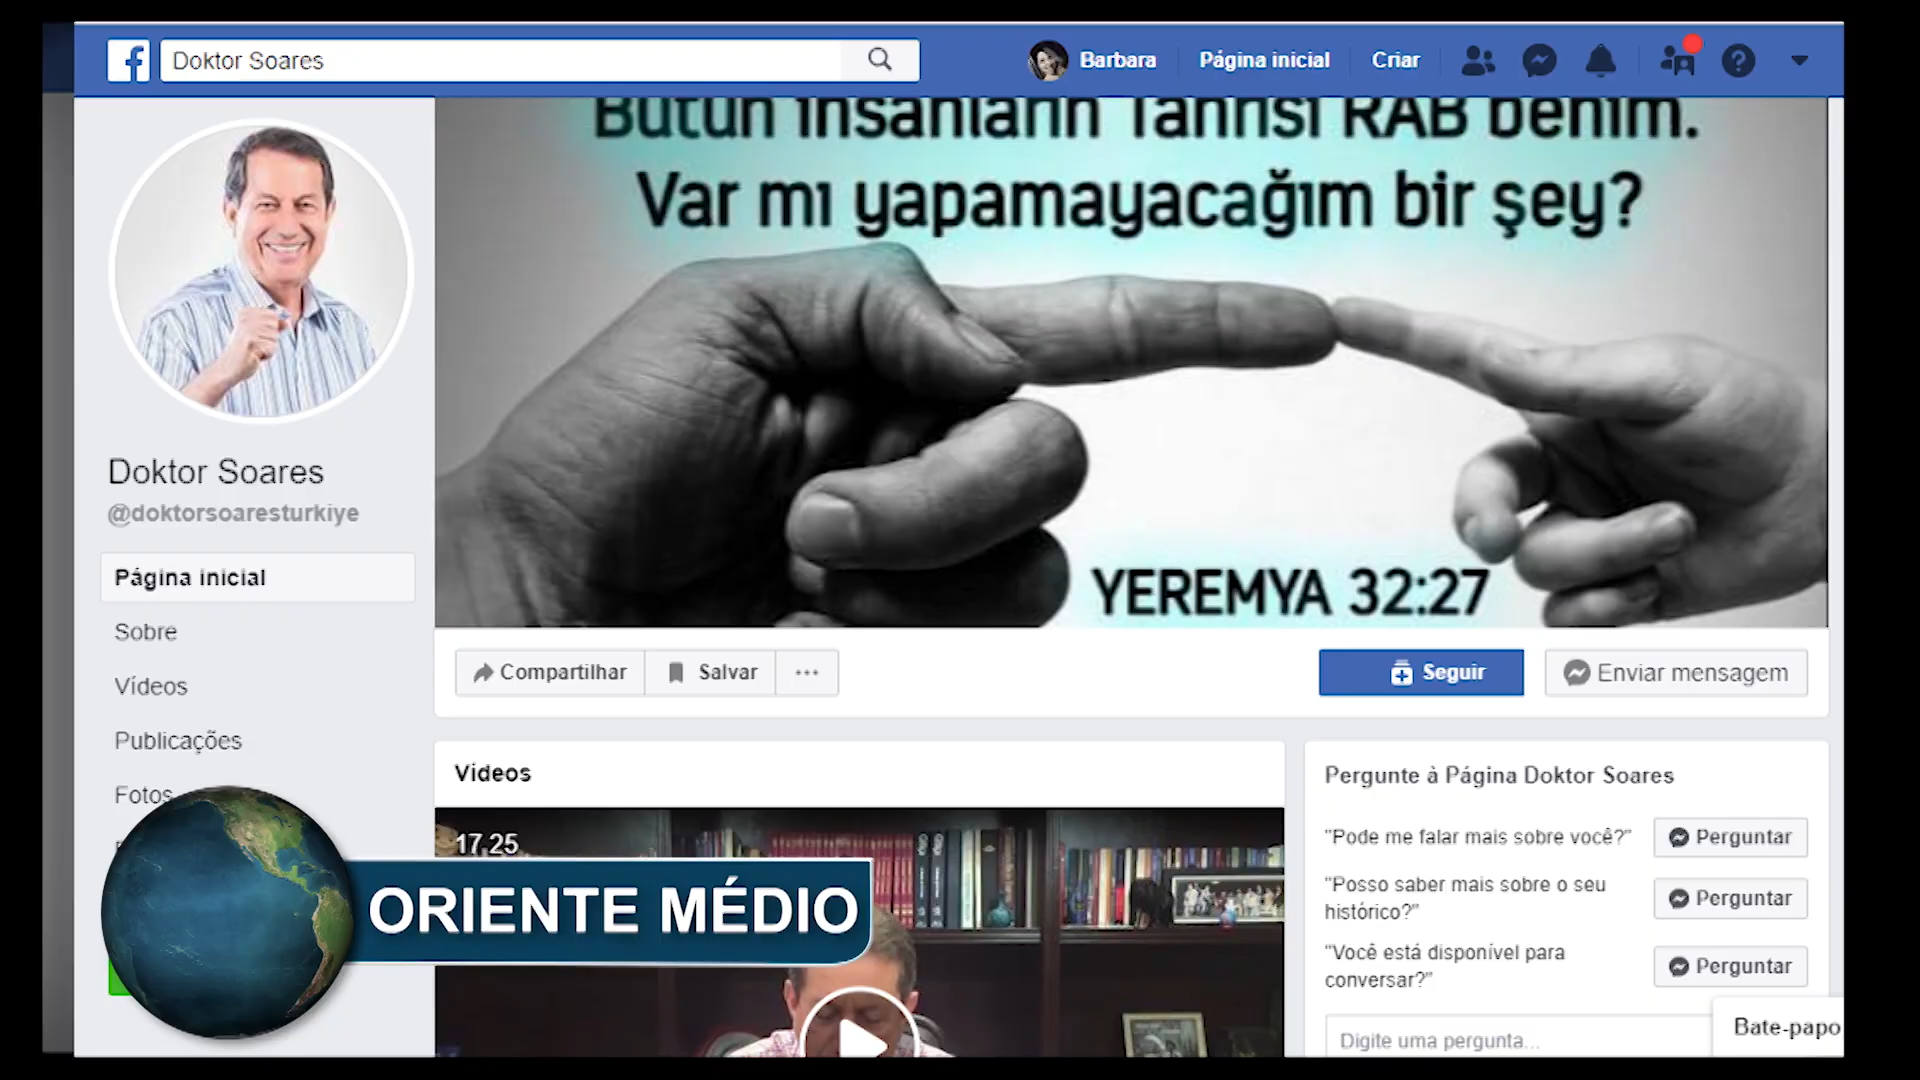 Doktor Soares
Barbara
Página inicial
Criar
Bütün insanların Tanrısı RAB benim.
Var mı yapamayacağım bir şey?
YEREMYA 32:27
Doktor Soares
@doktorsoaresturkiye
Página inicial
Sobre
Vídeos
Publicações
Fotos
Compartilhar
Salvar
Seguir
Enviar mensagem
Vídeos
17.25
Pergunte à Página Doktor Soares
"Pode me falar mais sobre você?"
Perguntar
"Posso saber mais sobre o seu
histórico?"
Perguntar
"Você está disponível para
conversar?"
Perguntar
Digite uma pergunta...
Bate-papo
ORIENTE MÉDIO